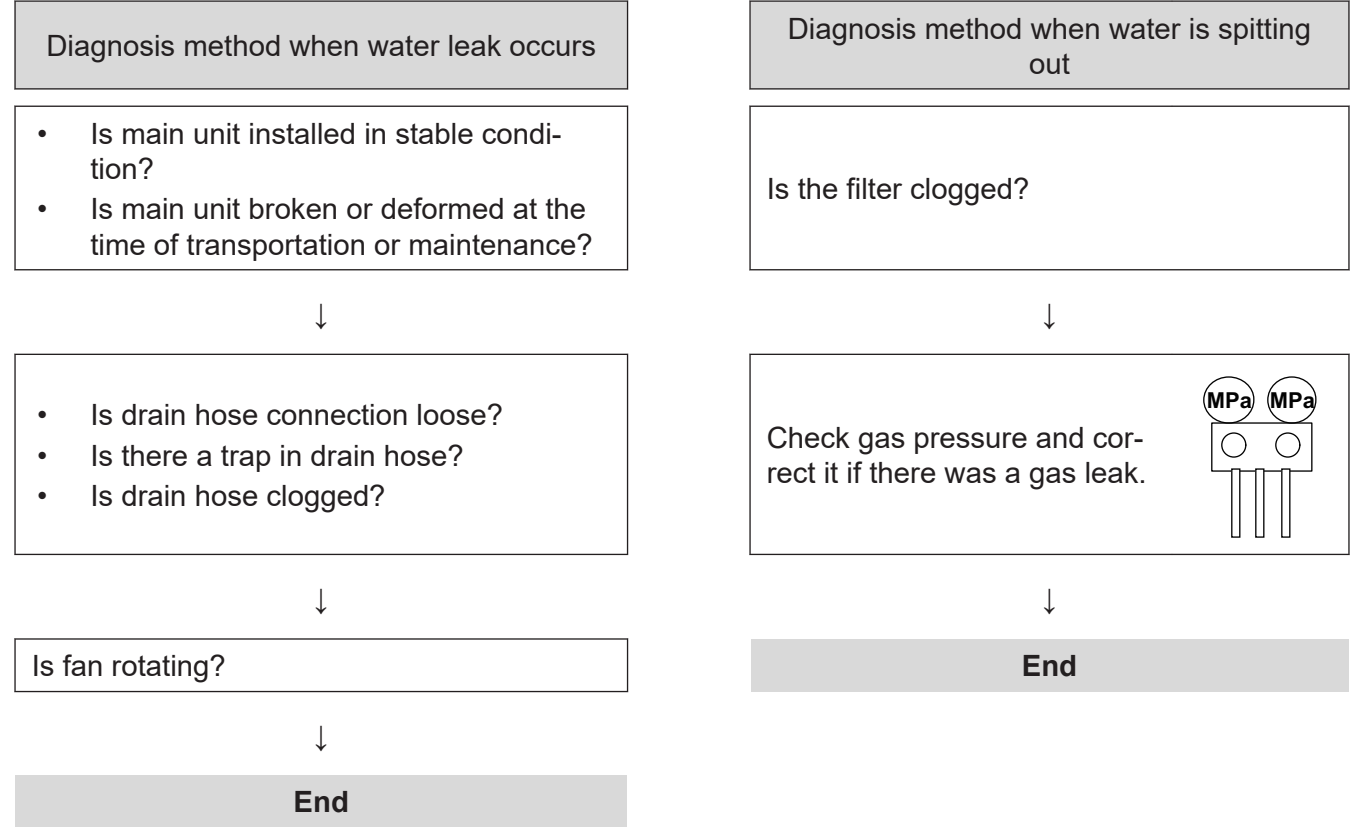 Diagnosis method when water leak occurs
• Is main unit installed in stable condi-
tion?
• Is main unit broken or deformed at the
time of transportation or maintenance?
↓
• Is drain hose connection loose?
• Is there a trap in drain hose?
• Is drain hose clogged?
↓
Is fan rotating?
↓
End
Diagnosis method when water is spitting
out
Is the filter clogged?
↓
Check gas pressure and cor-
rect it if there was a gas leak.
MPa MPa
↓
End